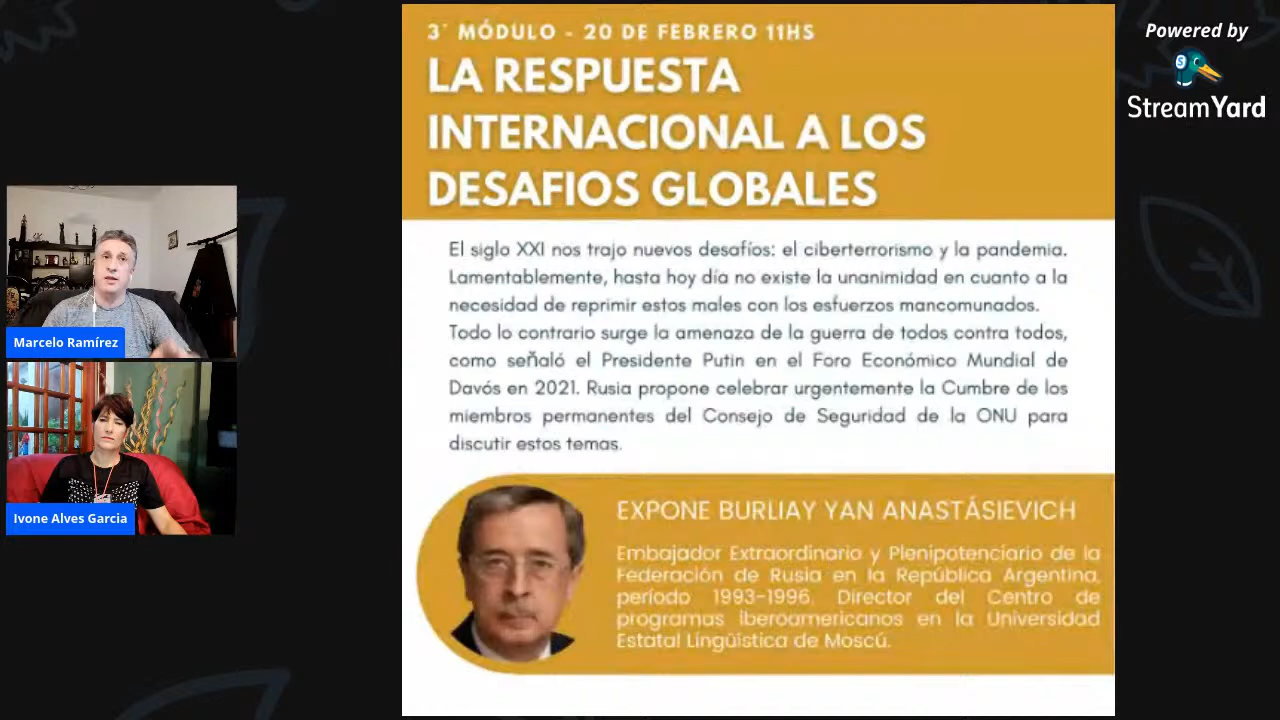 3° MÓDULO - 20 DE FEBRERO 11HS
LA RESPUESTA
INTERNACIONAL A LOS
DESAFIOS GLOBALES
El siglo XXI nos trajo nuevos desafíos: el ciberterrorismo y la pandemia.
Lamentablemente, hasta hoy día no existe la unanimidad en cuanto a la
necesidad de reprimir estos males con los esfuerzos mancomunados.
Todo lo contrario surge la amenaza de la guerra de todos contra todos,
como señaló el Presidente Putin en el Foro Económico Mundial de
Davós en 2021. Rusia propone celebrar urgentemente la Cumbre de los
miembros permanentes del Consejo de Seguridad de la ONU para
discutir estos temas.
EXPONE BURLIAY YAN ANASTÁSIEVICH
Embajador Extraordinario y Plenipotenciario de la
Federación de Rusia en la República Argentina,
período 1993-1996. Director del Centro de
programas iberoamericanos en la Universidad
Estatal Lingüística de Moscú.
Marcelo Ramírez
Ivone Alves Garcia
Powered by
StreamYard